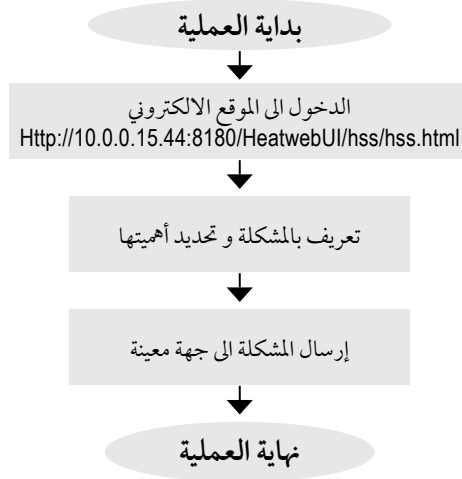 بداية العملية
الدخول الى الموقع الالكتروني
Http://10.0.0.15.44:8180/HeatwebUI/hss/hss.html
تعريف بالمشكلة و تحديد أهميتها
إرسال المشكلة الى جهة معينة
نهاية العملية